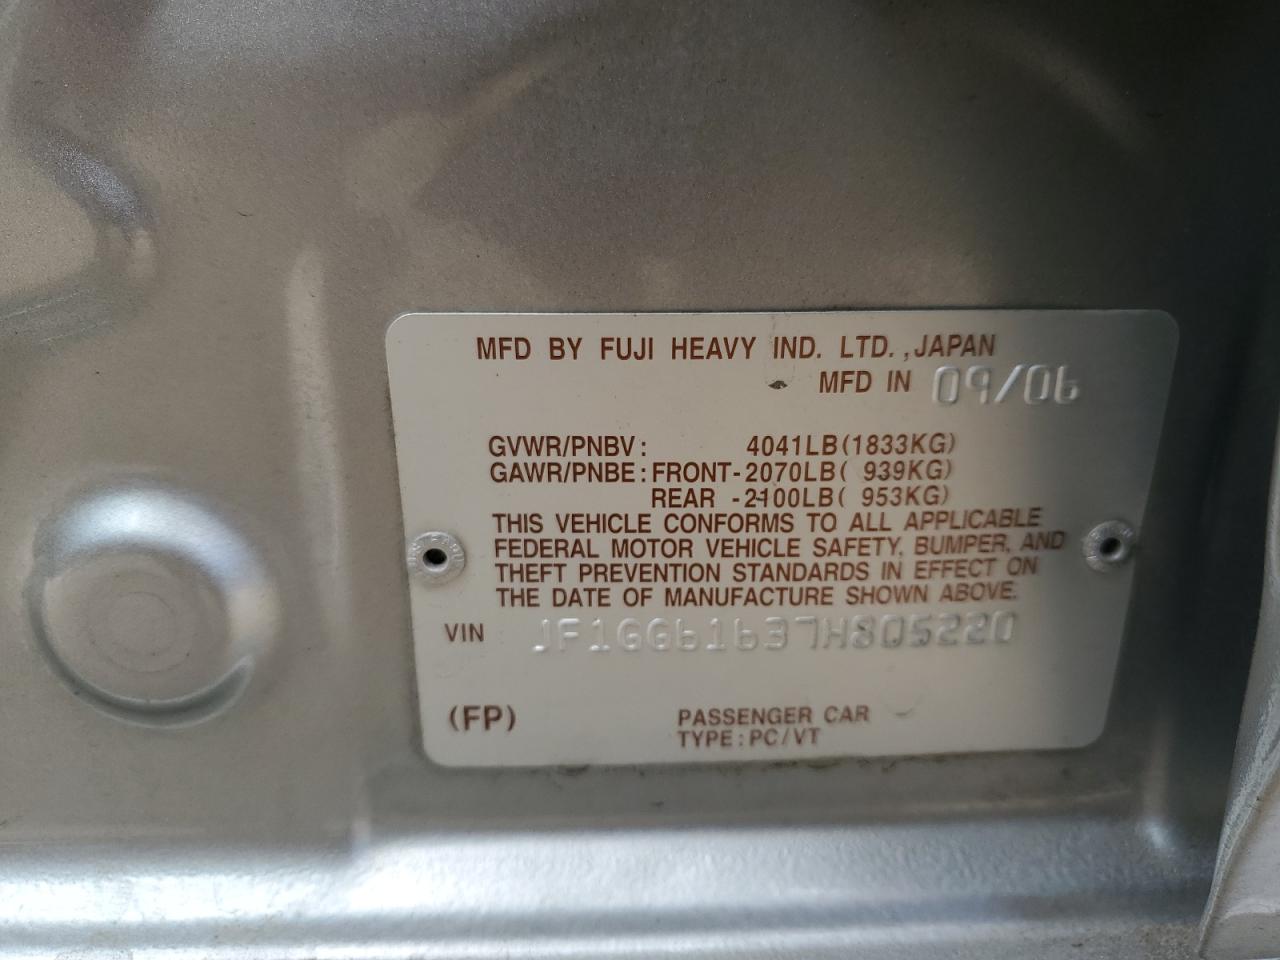 MFD BY FUJI HEAVY IND. LTD.,JAPAN
MFD IN 09/06
GVWR/PNBV: 4041LB(1833KG)
GAWR/PNBE:FRONT-2070LB( 939KG)
REAR -2100LB( 953KG)
THIS VEHICLE CONFORMS TO ALL APPLICABLE
FEDERAL MOTOR VEHICLE SAFETY, BUMPER, AND
THEFT PREVENTION STANDARDS IN EFFECT ON
THE DATE OF MANUFACTURE SHOWN ABOVE.
VIN JF1GG61637H805220
(FP) PASSENGER CAR
TYPE:PC/VT